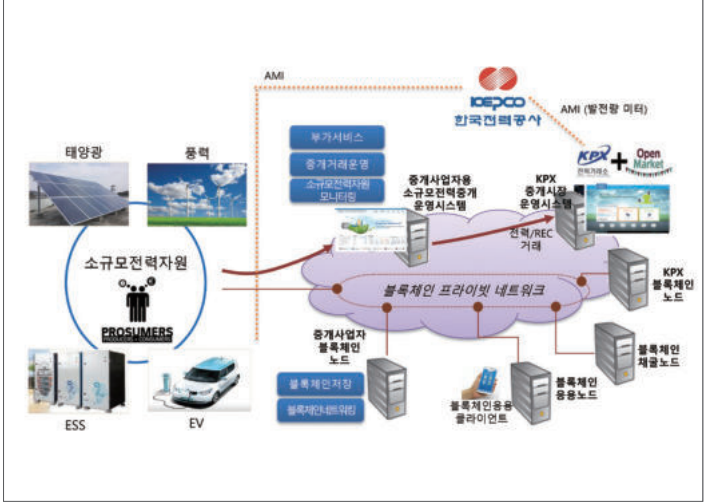 AMI
KEPCO
한국전력공사
AMI (발전량 미터)
KPX
전력거래소
+
Open
Market
부가서비스
중개거래운영
소규모전력자원
모니터링
태양광
풍력
중개사업자용
소규모전력중개
운영시스템
KPX
중개시장
운영시스템
전력/REC
거래
소규모전력자원
PROSUMERS
PRODUCERS + CONSUMERS
블록체인 프라이빗 네트워크
KPX
블록체인
노드
중개사업자
블록체인
노드
블록체인저장
블록체인네트워킹
블록체인응용
클라이언트
블록체인
응용노드
블록체인
채굴노드
ESS
EV